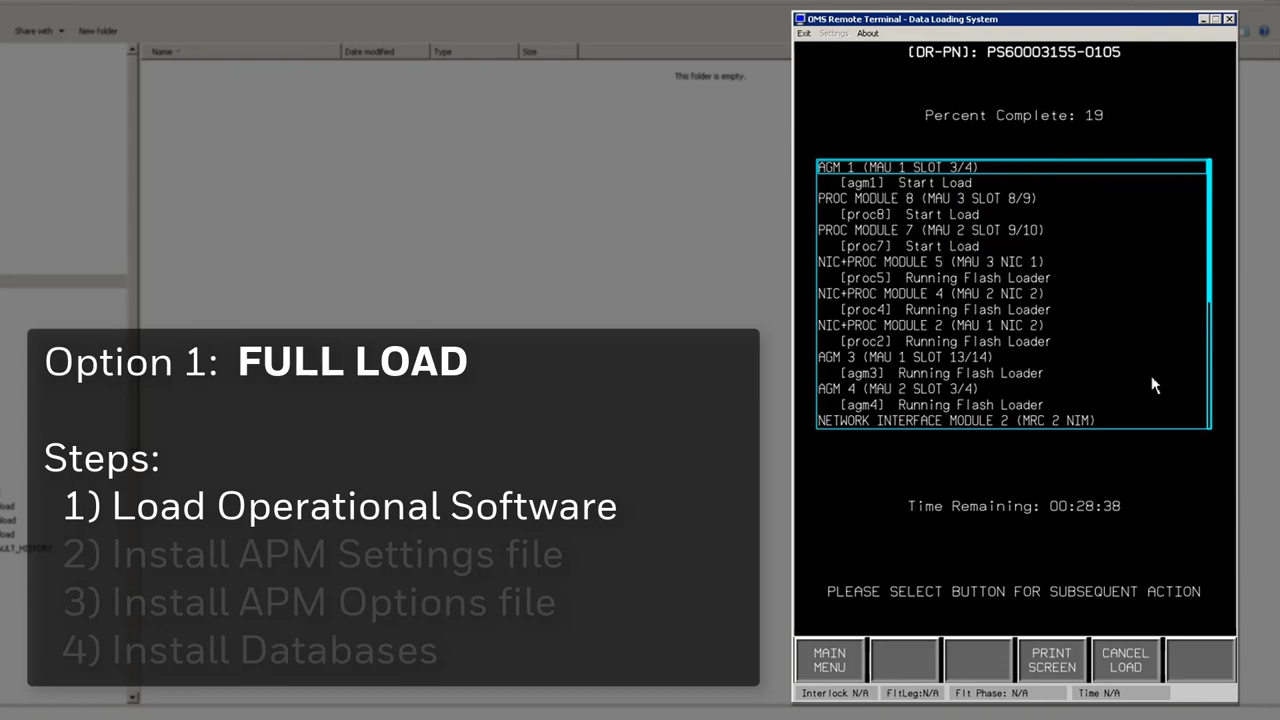 Share with
New folder
Name
Date modified
Type
Size
This folder is empty.
OMS Remote Terminal - Data Loading System
Exit Settings About
[DR-PN]: PS60003155-0105
Percent Complete: 19
AGM 1 (MAU 1 SLOT 3/4)
[agm1] Start Load
PROC MODULE 8 (MAU 3 SLOT 8/9)
[proc8] Start Load
PROC MODULE 7 (MAU 2 SLOT 9/10)
[proc7] Start Load
NIC+PROC MODULE 5 (MAU 3 NIC 1)
[proc5] Running Flash Loader
NIC+PROC MODULE 4 (MAU 2 NIC 2)
[proc4] Running Flash Loader
NIC+PROC MODULE 2 (MAU 1 NIC 2)
[proc2] Running Flash Loader
AGM 3 (MAU 1 SLOT 13/14)
[agm3] Running Flash Loader
AGM 4 (MAU 2 SLOT 3/4)
[agm4] Running Flash Loader
NETWORK INTERFACE MODULE 2 (MRC 2 NIM)
Time Remaining: 00:28:38
PLEASE SELECT BUTTON FOR SUBSEQUENT ACTION
MAIN MENU
PRINT SCREEN
CANCEL LOAD
Interlock N/A
FltLeg:N/A
Flt Phase: N/A
Time N/A
Option 1: FULL LOAD
Steps:
1) Load Operational Software
2) Install APM Settings file
3) Install APM Options file
4) Install Databases